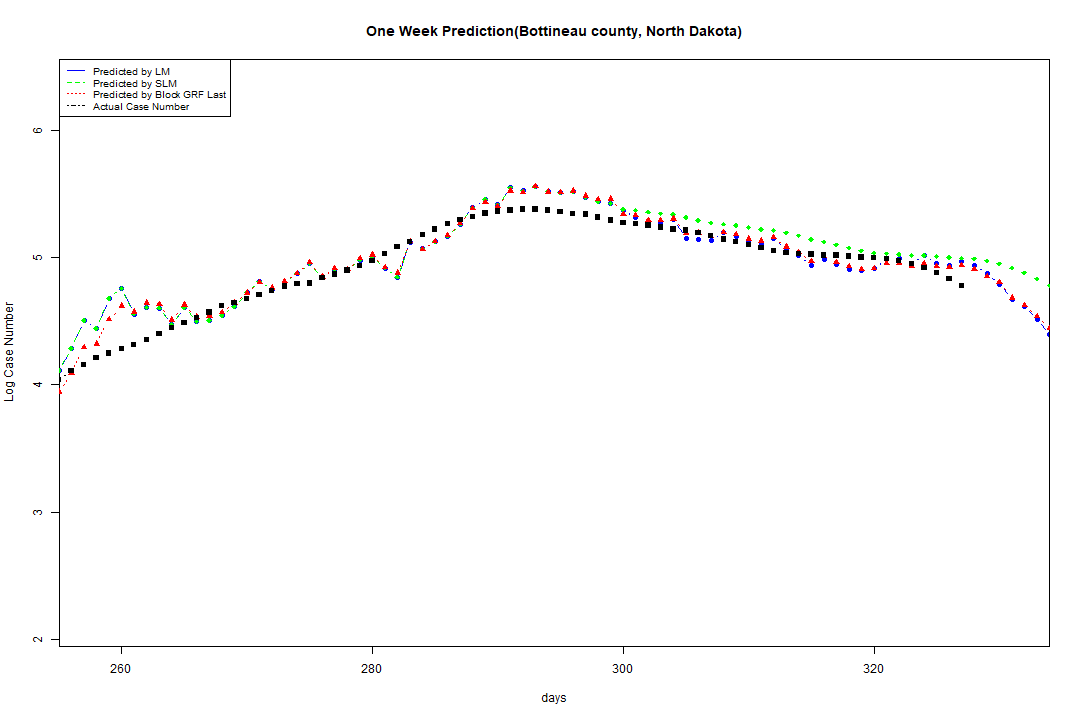 One Week Prediction(Bottineau county, North Dakota)
Predicted by LM
Predicted by SLM
Predicted by Block GRF Last
Actual Case Number
Log Case Number
6
5
4
3
2
260 280 300 320
days